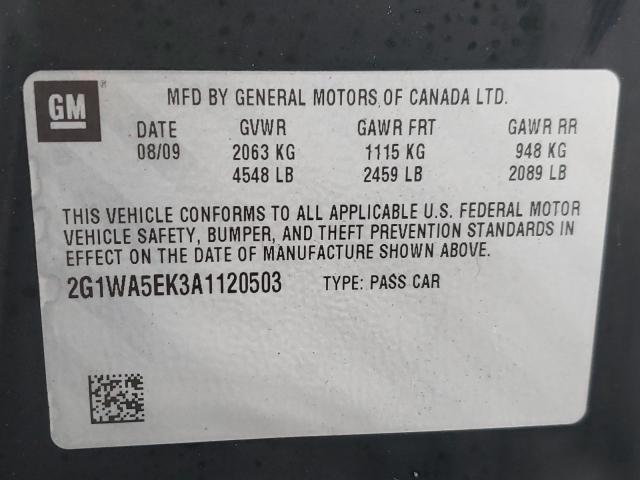 GM
MFD BY GENERAL MOTORS OF CANADA LTD.
DATE GVWR GAWR FRT GAWR RR
08/09 2063 KG 1115 KG 948 KG
4548 LB 2459 LB 2089 LB
THIS VEHICLE CONFORMS TO ALL APPLICABLE U.S. FEDERAL MOTOR
VEHICLE SAFETY, BUMPER, AND THEFT PREVENTION STANDARDS IN
EFFECT ON THE DATE OF MANUFACTURE SHOWN ABOVE.
2G1WA5EK3A1120503 TYPE: PASS CAR